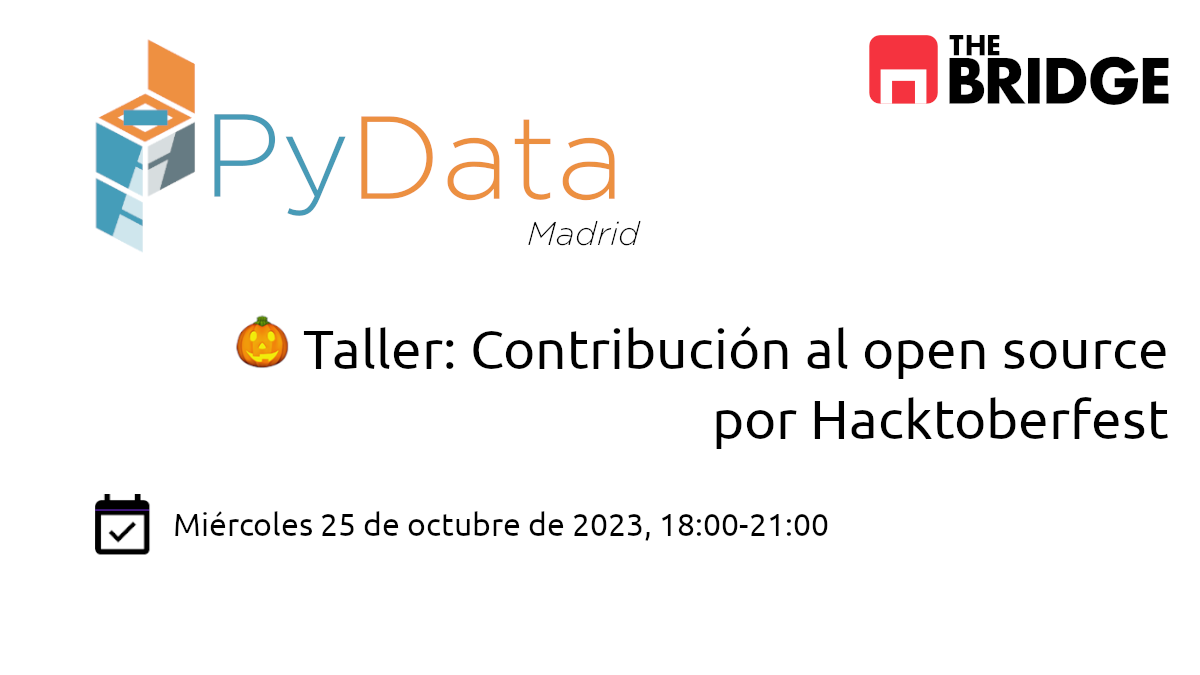 PyData
Madrid
THE
BRIDGE
Taller: Contribución al open source
por Hacktoberfest
Miércoles 25 de octubre de 2023, 18:00-21:00